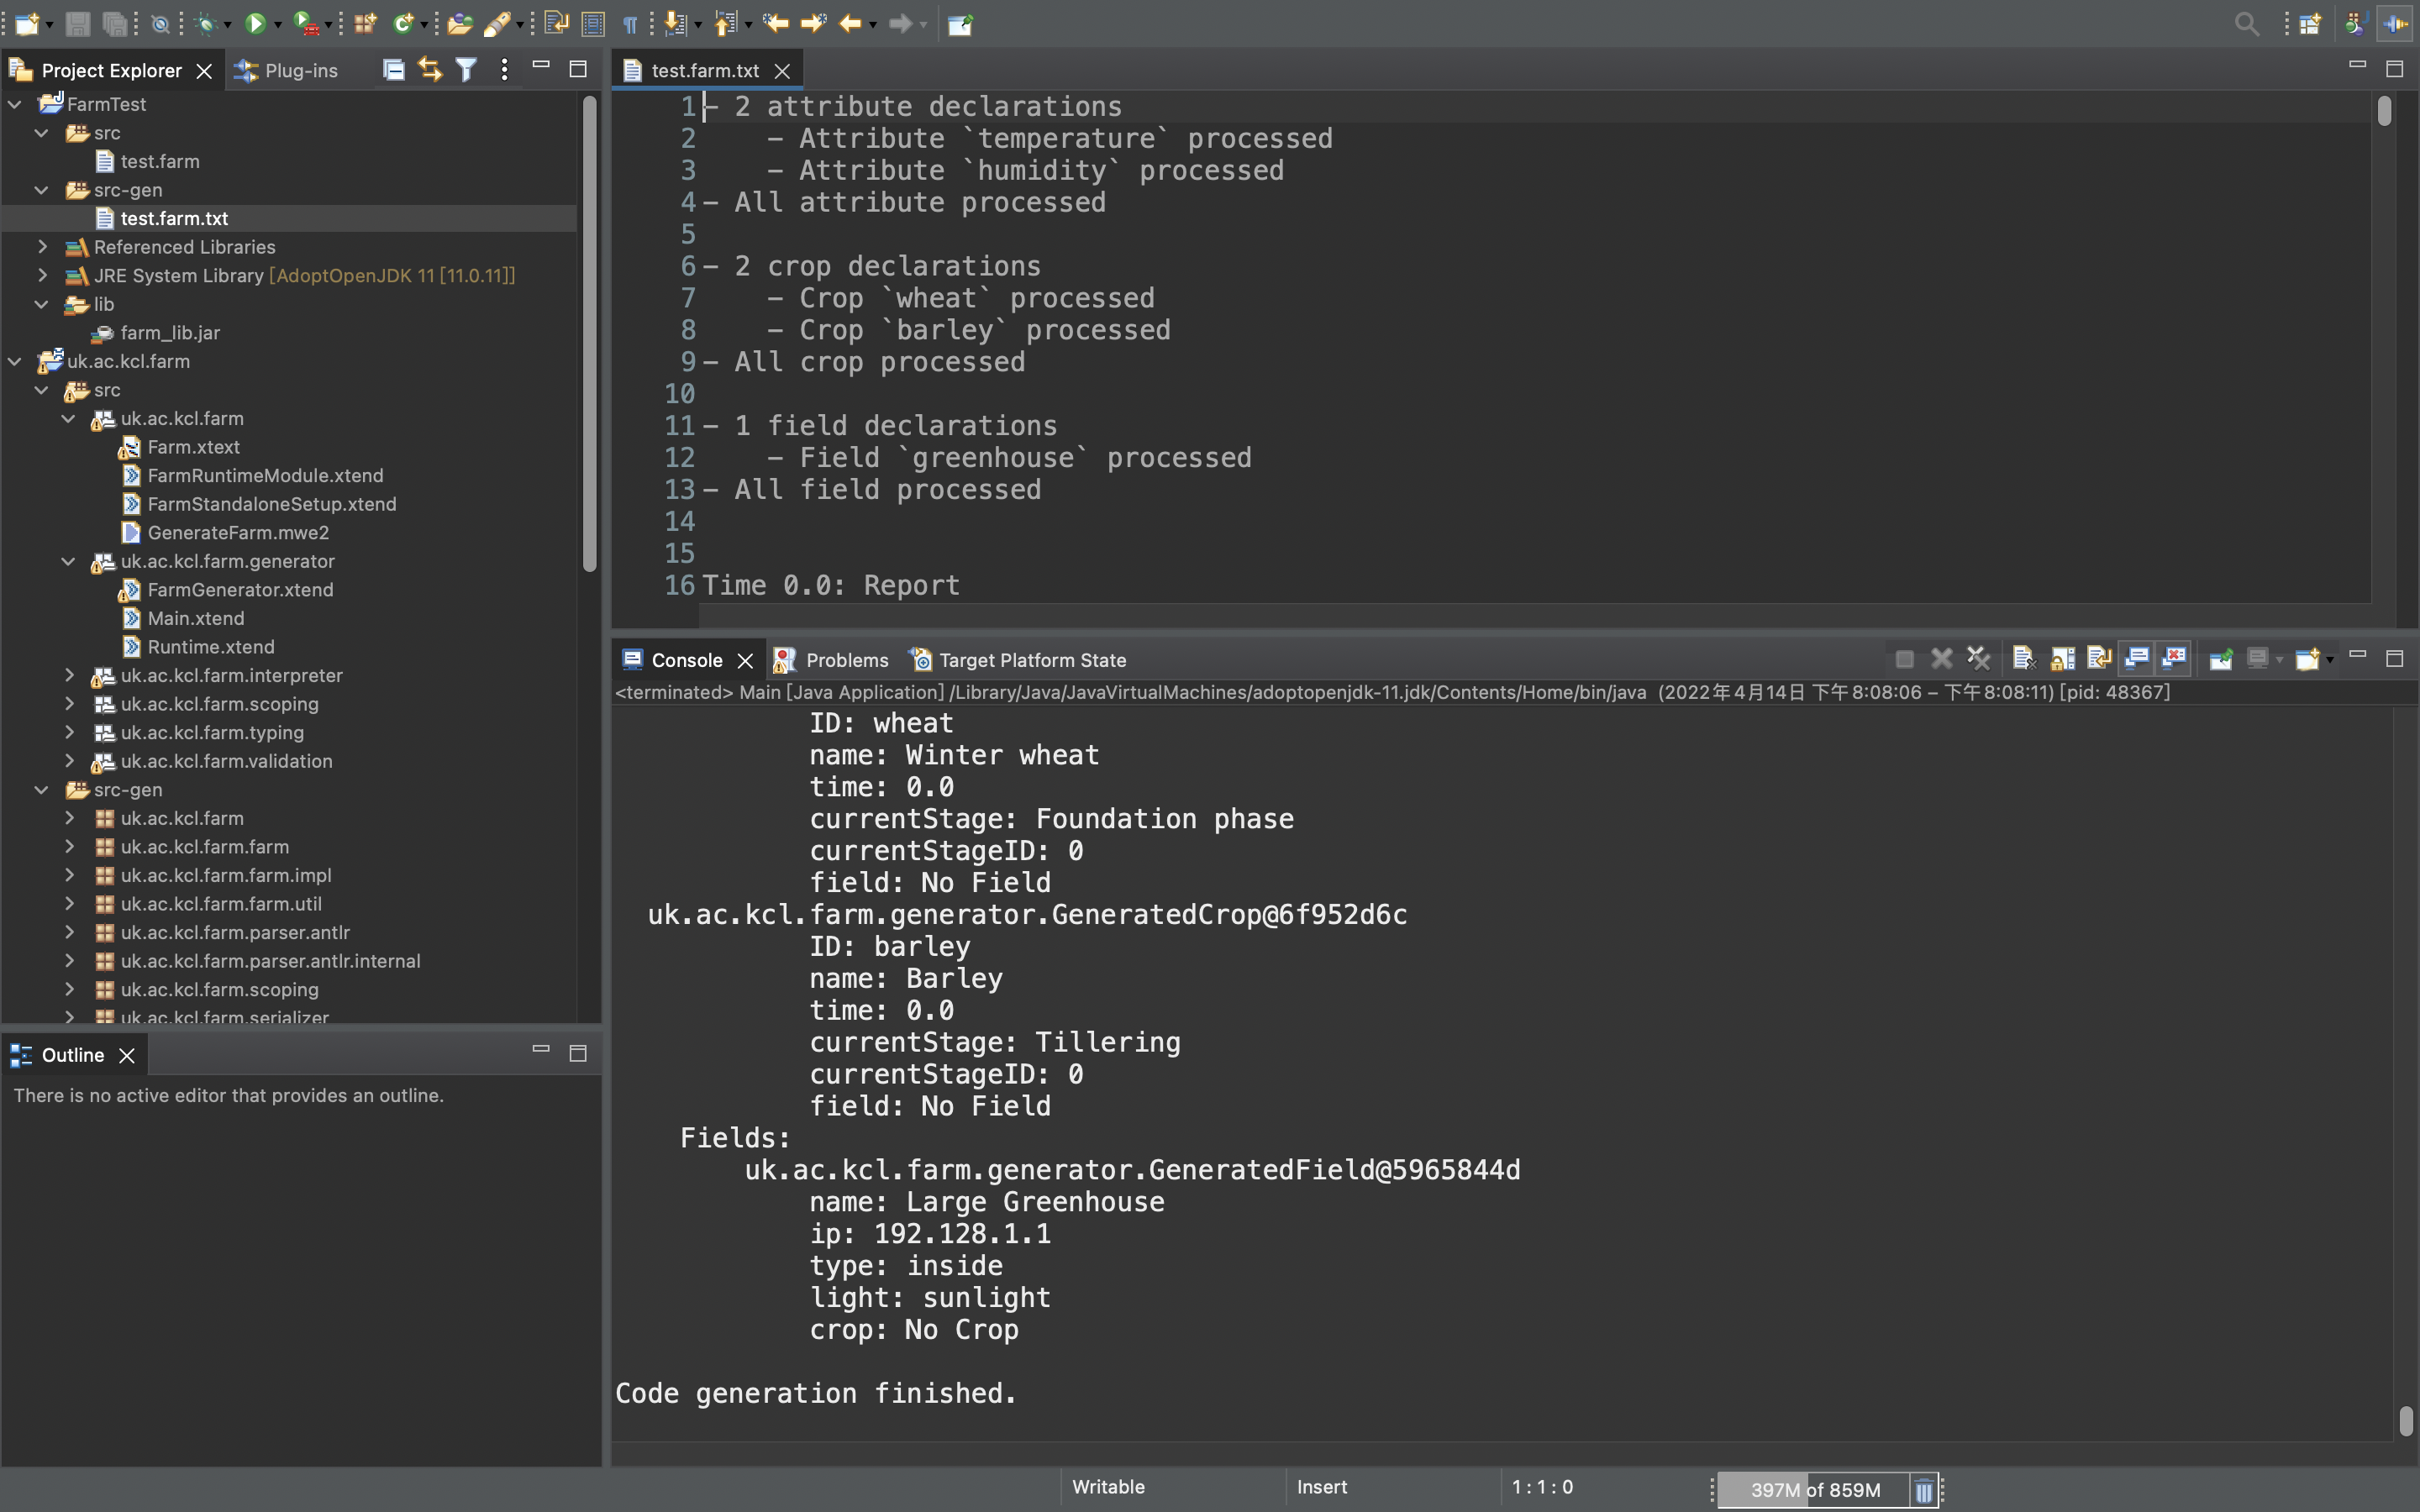 Project Explorer
Plug-ins
FarmTest
src
test.farm
src-gen
test.farm.txt
Referenced Libraries
JRE System Library [AdoptOpenJDK 11 [11.0.11]]
lib
farm_lib.jar
uk.ac.kcl.farm
src
uk.ac.kcl.farm
Farm.xtext
FarmRuntimeModule.xtend
FarmStandaloneSetup.xtend
GenerateFarm.mwe2
uk.ac.kcl.farm.generator
FarmGenerator.xtend
Main.xtend
Runtime.xtend
uk.ac.kcl.farm.interpreter
uk.ac.kcl.farm.scoping
uk.ac.kcl.farm.typing
uk.ac.kcl.farm.validation
src-gen
uk.ac.kcl.farm
uk.ac.kcl.farm.farm
uk.ac.kcl.farm.farm.impl
uk.ac.kcl.farm.farm.util
uk.ac.kcl.farm.parser.antlr
uk.ac.kcl.farm.parser.antlr.internal
uk.ac.kcl.farm.scoping
uk.ac.kcl.farm.serializer
Outline
There is no active editor that provides an outline.
test.farm.txt
1 - 2 attribute declarations
2 - Attribute `temperature` processed
3 - Attribute `humidity` processed
4 - All attribute processed
5
6 - 2 crop declarations
7 - Crop `wheat` processed
8 - Crop `barley` processed
9 - All crop processed
10
11 - 1 field declarations
12 - Field `greenhouse` processed
13 - All field processed
14
15
16 Time 0.0: Report
Console
Problems
Target Platform State
<terminated> Main [Java Application] /Library/Java/JavaVirtualMachines/adoptopenjdk-11.jdk/Contents/Home/bin/java (2022年4月14日 下午8:08:06 – 下午8:08:11) [pid: 48367]
ID: wheat
name: Winter wheat
time: 0.0
currentStage: Foundation phase
currentStageID: 0
field: No Field
uk.ac.kcl.farm.generator.GeneratedCrop@6f952d6c
ID: barley
name: Barley
time: 0.0
currentStage: Tillering
currentStageID: 0
field: No Field
Fields:
uk.ac.kcl.farm.generator.GeneratedField@5965844d
name: Large Greenhouse
ip: 192.128.1.1
type: inside
light: sunlight
crop: No Crop
Code generation finished.
Writable
Insert
1 : 1 : 0
397M of 859M